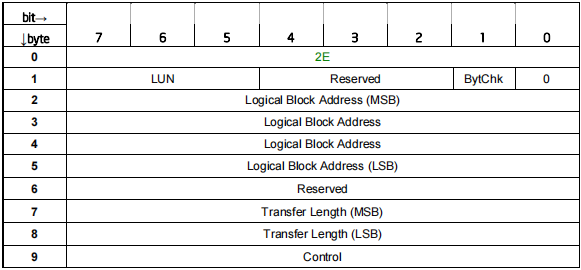 bit→
↓byte 7 6 5 4 3 2 1 0
0 2E
1 LUN Reserved BytChk 0
2 Logical Block Address (MSB)
3 Logical Block Address
4 Logical Block Address
5 Logical Block Address (LSB)
6 Reserved
7 Transfer Length (MSB)
8 Transfer Length (LSB)
9 Control